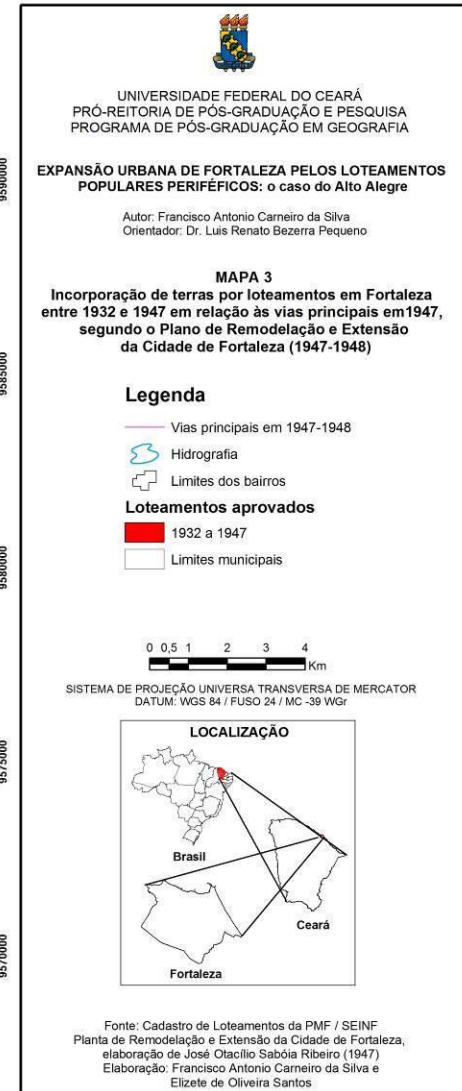 UNIVERSIDADE FEDERAL DO CEARÁ
PRÓ-REITORIA DE PÓS-GRADUAÇÃO E PESQUISA
PROGRAMA DE PÓS-GRADUAÇÃO EM GEOGRAFIA
EXPANSÃO URBANA DE FORTALEZA PELOS LOTEAMENTOS
POPULARES PERIFÉFICOS: o caso do Alto Alegre
Autor: Francisco Antonio Carneiro da Silva
Orientador: Dr. Luis Renato Bezerra Pequeno
MAPA 3
Incorporação de terras por loteamentos em Fortaleza
entre 1932 e 1947 em relação às vias principais em1947,
segundo o Plano de Remodelação e Extensão
da Cidade de Fortaleza (1947-1948)
Legenda
Vias principais em 1947-1948
Hidrografia
Limites dos bairros
Loteamentos aprovados
1932 a 1947
Limites municipais
0 0,5 1 2 3 4
Km
SISTEMA DE PROJEÇÃO UNIVERSA TRANSVERSA DE MERCATOR
DATUM: WGS 84 / FUSO 24 / MC -39 WGr
LOCALIZAÇÃO
Brasil
Ceará
Fortaleza
Fonte: Cadastro de Loteamentos da PMF / SEINF
Planta de Remodelação e Extensão da Cidade de Fortaleza,
elaboração de José Otacílio Sabóia Ribeiro (1947)
Elaboração: Francisco Antonio Carneiro da Silva e
Elizete de Oliveira Santos
9590000
9585000
9580000
9575000
9570000